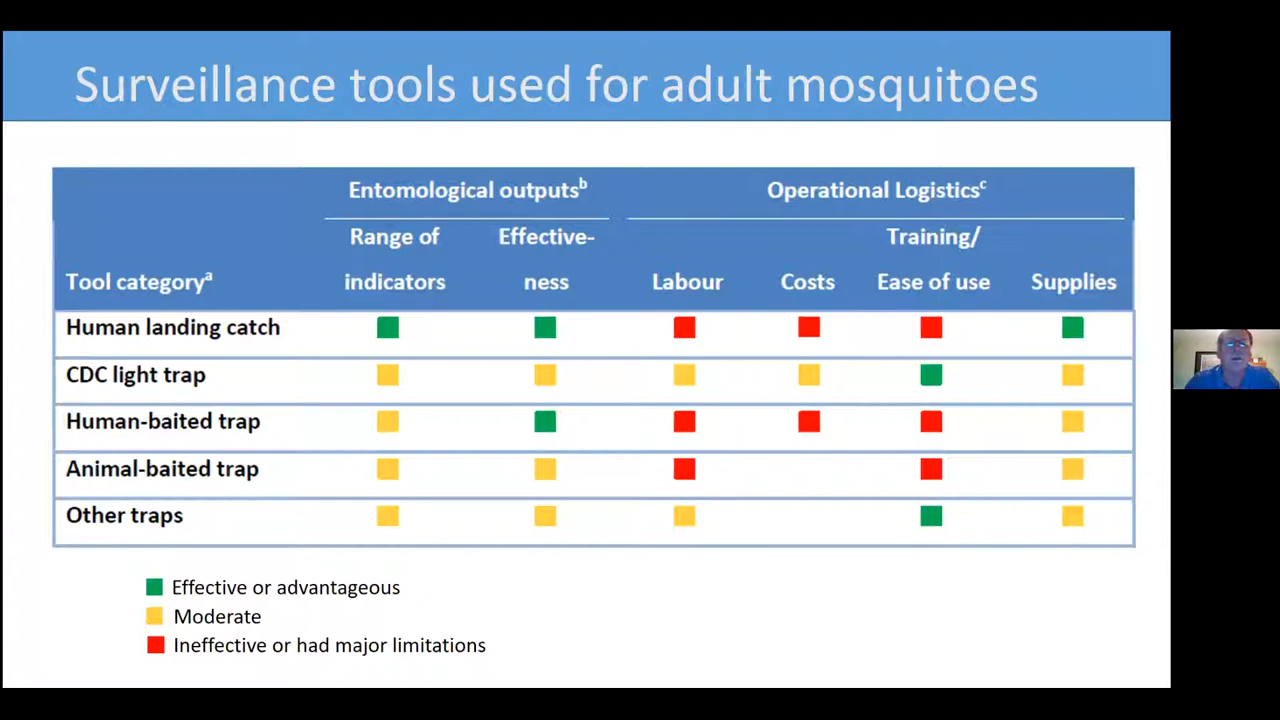 Surveillance tools used for adult mosquitoes
Entomological outputsᵇ Operational Logisticsᶜ
Range of Effective- Training/
Tool categoryᵃ indicators ness Labour Costs Ease of use Supplies
Human landing catch
CDC light trap
Human-baited trap
Animal-baited trap
Other traps
Effective or advantageous
Moderate
Ineffective or had major limitations